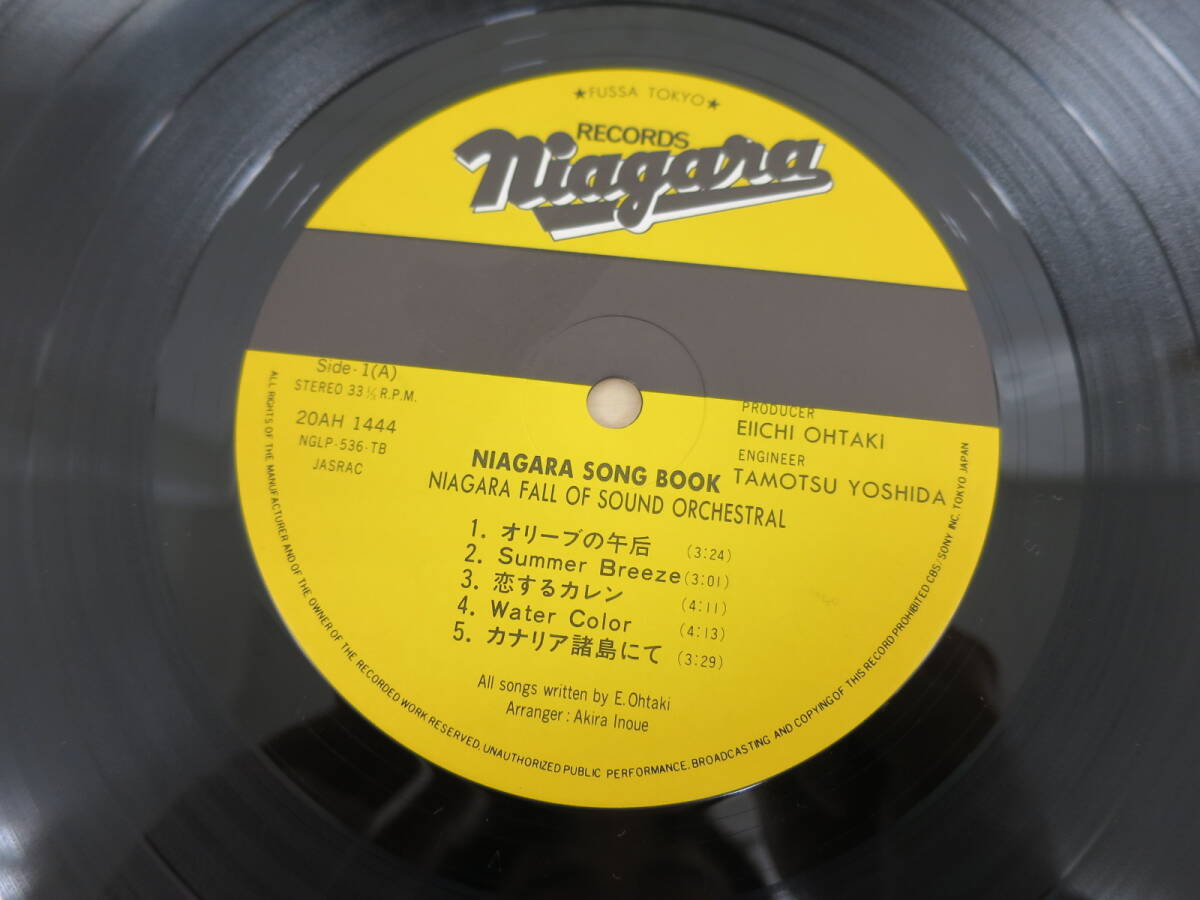 ★FUSSA TOKYO★
RECORDS
Niagara
Side・1(A)
STEREO 33⅓ R.P.M.
20AH 1444
NGLP-536-TB
JASRAC
PRODUCER
EIICHI OHTAKI
ENGINEER
TAMOTSU YOSHIDA
NIAGARA SONG BOOK
NIAGARA FALL OF SOUND ORCHESTRAL
1. オリーブの午后 (3:24)
2. Summer Breeze (3:01)
3. 恋するカレン (4:11)
4. Water Color (4:13)
5. カナリア諸島にて (3:29)
All songs written by E. Ohtaki
Arranger : Akira Inoue
ALL RIGHTS OF THE MANUFACTURER AND OF THE OWNER OF THE RECORDED WORK RESERVED. UNAUTHORIZED PUBLIC PERFORMANCE. BROADCASTING AND COPYING OF THIS RECORD PROHIBITED CBS/SONY INC. TOKYO JAPAN